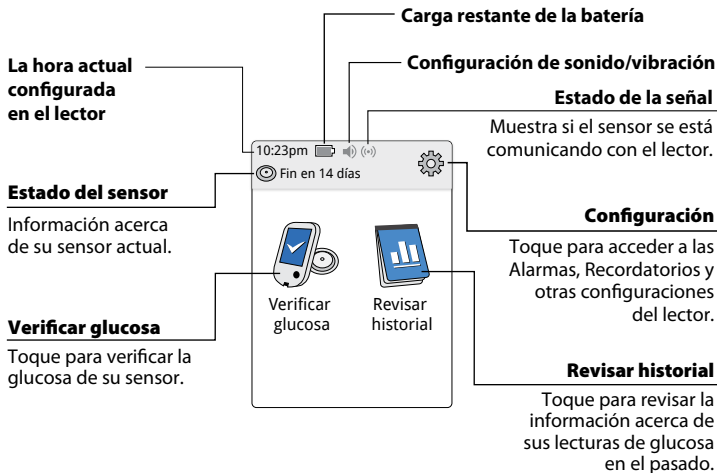 Carga restante de la batería
Configuración de sonido/vibración
La hora actual
configurada
en el lector
Estado de la señal
Muestra si el sensor se está
comunicando con el lector.
10:23pm
Fin en 14 días
Estado del sensor
Información acerca
de su sensor actual.
Configuración
Toque para acceder a las
Alarmas, Recordatorios y
otras configuraciones
del lector.
Verificar
glucosa
Revisar
historial
Verificar glucosa
Toque para verificar la
glucosa de su sensor.
Revisar historial
Toque para revisar la
información acerca de
sus lecturas de glucosa
en el pasado.